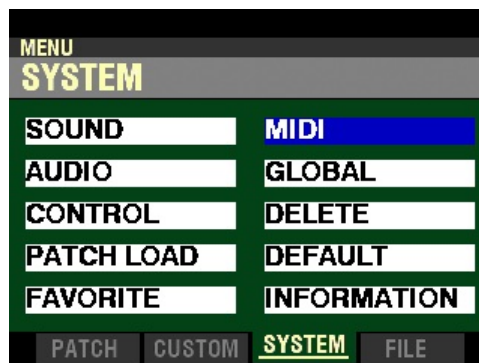 MENU
SYSTEM
SOUND
MIDI
AUDIO
GLOBAL
CONTROL
DELETE
PATCH LOAD
DEFAULT
FAVORITE
INFORMATION
PATCH CUSTOM SYSTEM FILE